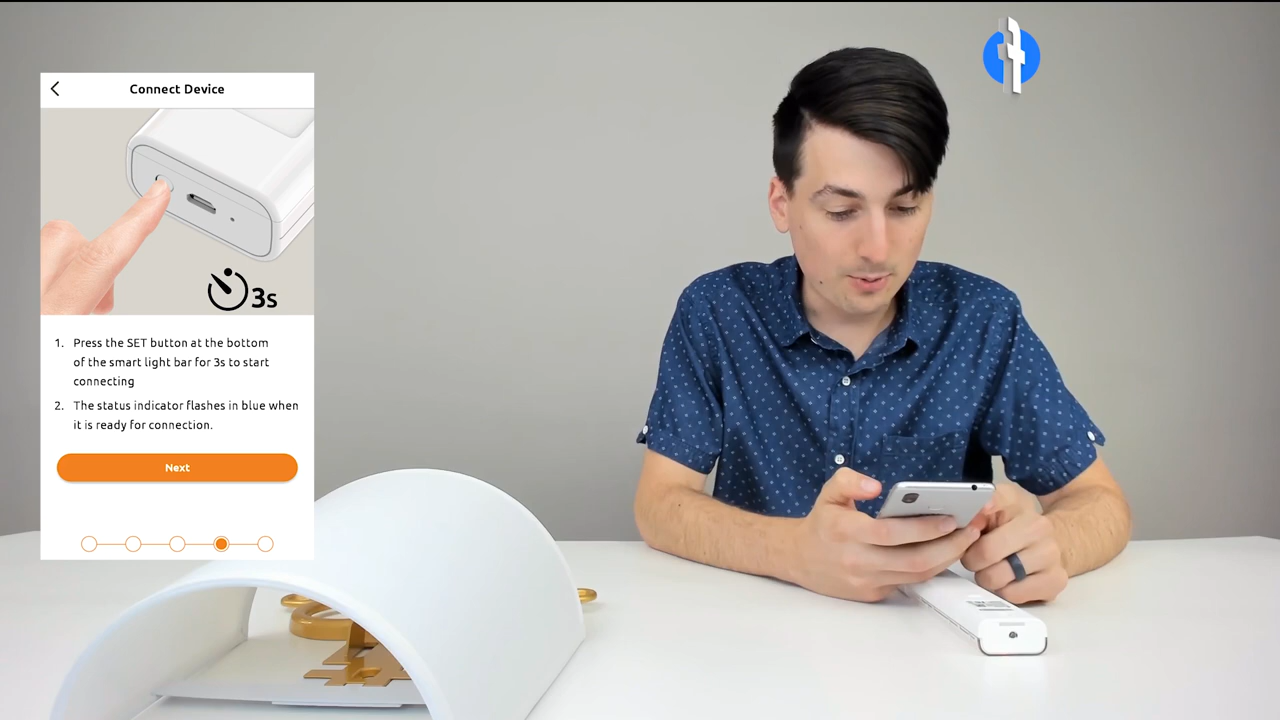 Connect Device
3s
1. Press the SET button at the bottom
of the smart light bar for 3s to start
connecting
2. The status indicator flashes in blue when
it is ready for connection.
Next